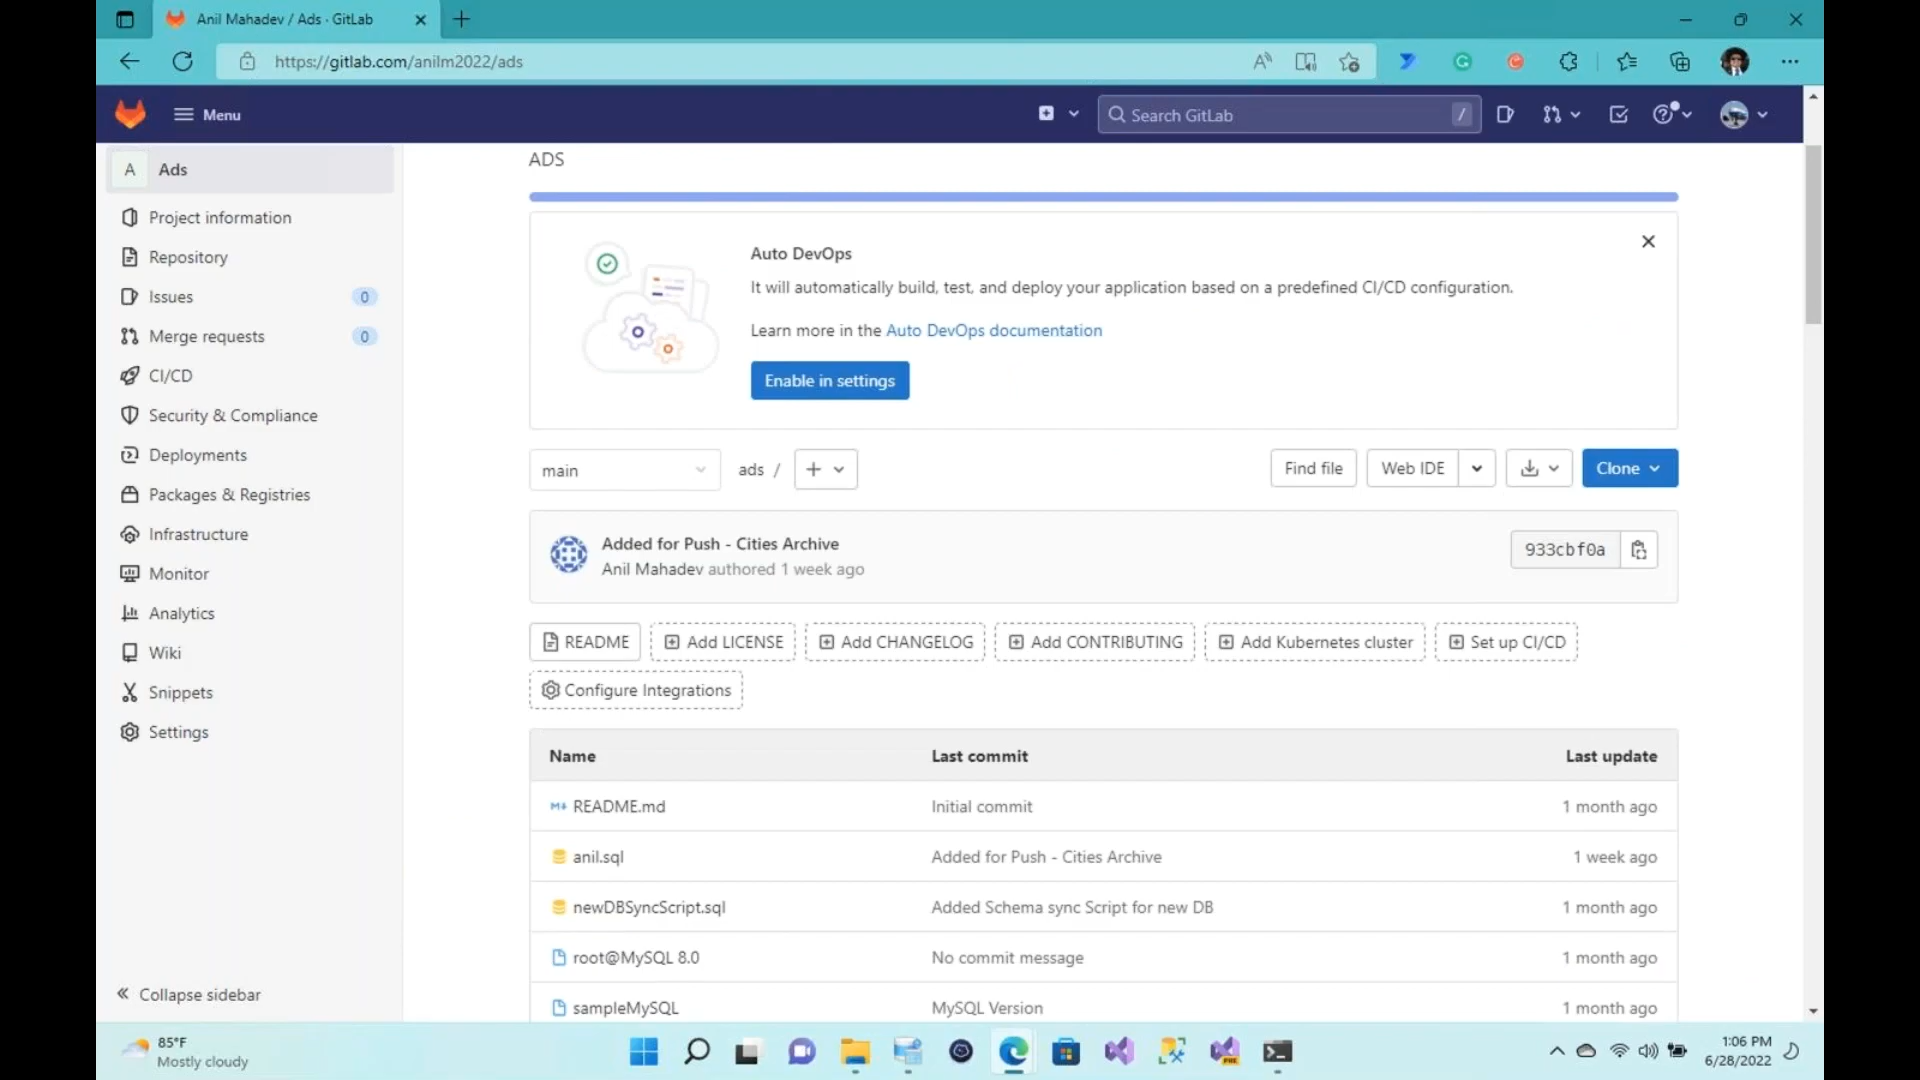 Anil Mahadev / Ads · GitLab
https://gitlab.com/anilm2022/ads
Menu
Search GitLab /
A Ads
Project information
Repository
Issues 0
Merge requests 0
CI/CD
Security & Compliance
Deployments
Packages & Registries
Infrastructure
Monitor
Analytics
Wiki
Snippets
Settings
Collapse sidebar
ADS
Auto DevOps
It will automatically build, test, and deploy your application based on a predefined CI/CD configuration.
Learn more in the Auto DevOps documentation
Enable in settings
main ads / + Find file Web IDE Clone
Added for Push - Cities Archive
Anil Mahadev authored 1 week ago
933cbf0a
README Add LICENSE Add CHANGELOG Add CONTRIBUTING Add Kubernetes cluster Set up CI/CD
Configure Integrations
Name Last commit Last update
README.md Initial commit 1 month ago
anil.sql Added for Push - Cities Archive 1 week ago
newDBSyncScript.sql Added Schema sync Script for new DB 1 month ago
root@MySQL 8.0 No commit message 1 month ago
sampleMySQL MySQL Version 1 month ago
85°F
Mostly cloudy
PRE
1:06 PM
6/28/2022